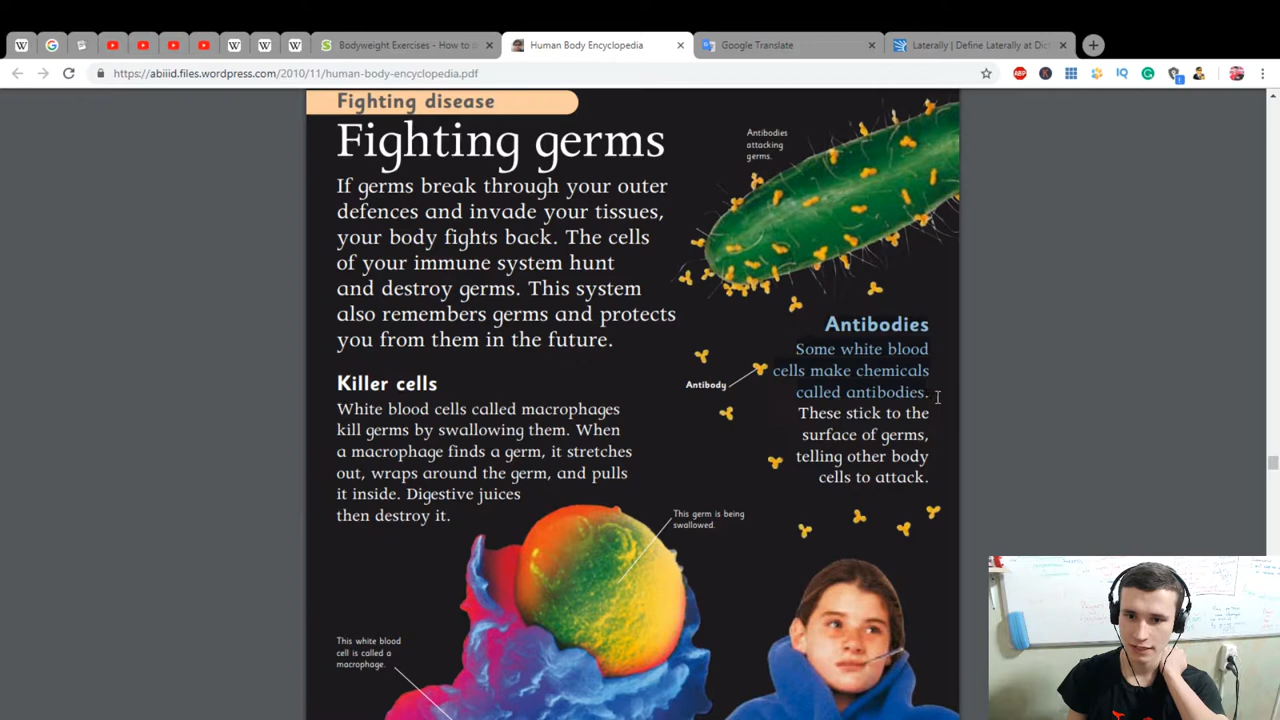 Bodyweight Exercises - How to
Human Body Encyclopedia
Google Translate
Laterally | Define Laterally at Dict
https://abiiid.files.wordpress.com/2010/11/human-body-encyclopedia.pdf
Fighting disease
Fighting germs
If germs break through your outer
defences and invade your tissues,
your body fights back. The cells
of your immune system hunt
and destroy germs. This system
also remembers germs and protects
you from them in the future.
Killer cells
White blood cells called macrophages
kill germs by swallowing them. When
a macrophage finds a germ, it stretches
out, wraps around the germ, and pulls
it inside. Digestive juices
then destroy it.
This germ is being
swallowed.
This white blood
cell is called a
macrophage.
Antibodies
attacking
germs.
Antibodies
Some white blood
cells make chemicals
called antibodies.
These stick to the
surface of germs,
telling other body
cells to attack.
Antibody